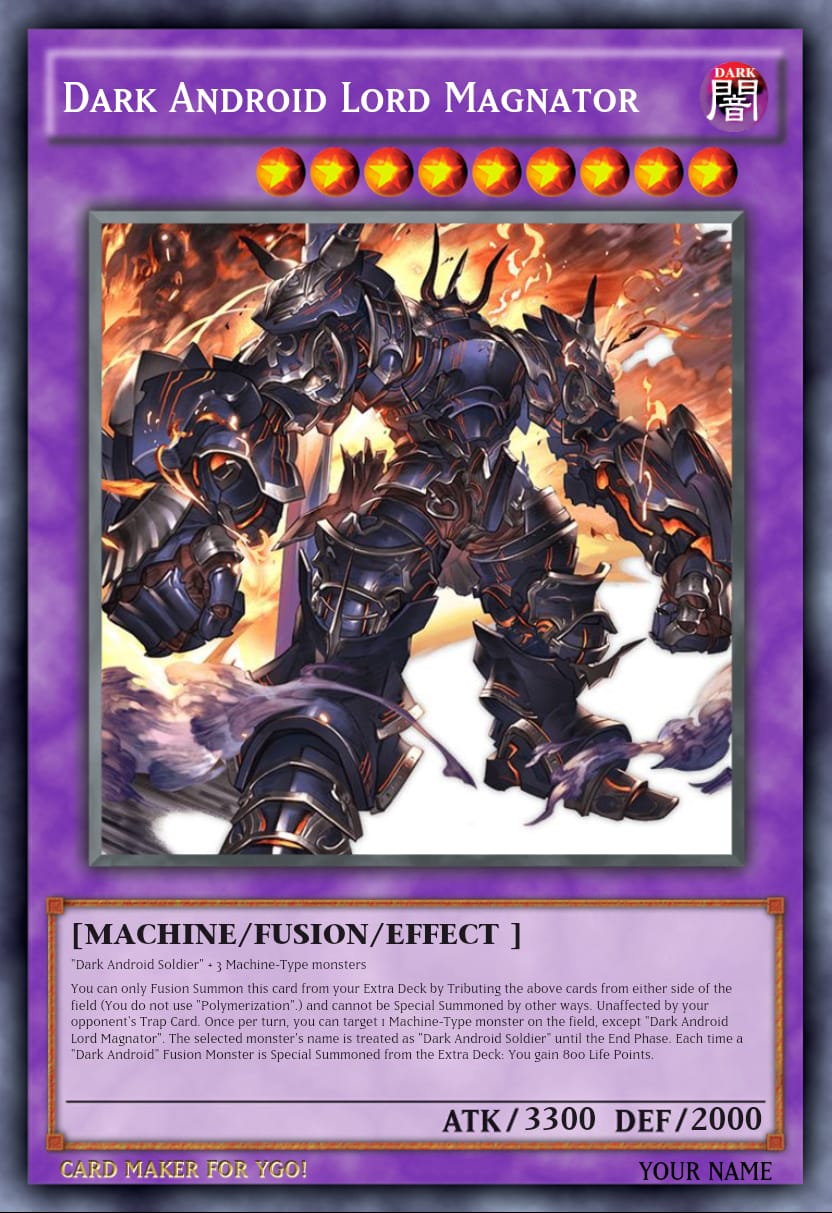 Dark Android Lord Magnator
DARK
闇
[MACHINE/FUSION/EFFECT ]
"Dark Android Soldier" + 3 Machine-Type monsters
You can only Fusion Summon this card from your Extra Deck by Tributing the above cards from either side of the
field (You do not use "Polymerization".) and cannot be Special Summoned by other ways. Unaffected by your
opponent's Trap Card. Once per turn, you can target 1 Machine-Type monster on the field, except "Dark Android
Lord Magnator". The selected monster's name is treated as "Dark Android Soldier" until the End Phase. Each time a
"Dark Android" Fusion Monster is Special Summoned from the Extra Deck: You gain 800 Life Points.
ATK/3300 DEF/2000
CARD MAKER FOR YGO! YOUR NAME